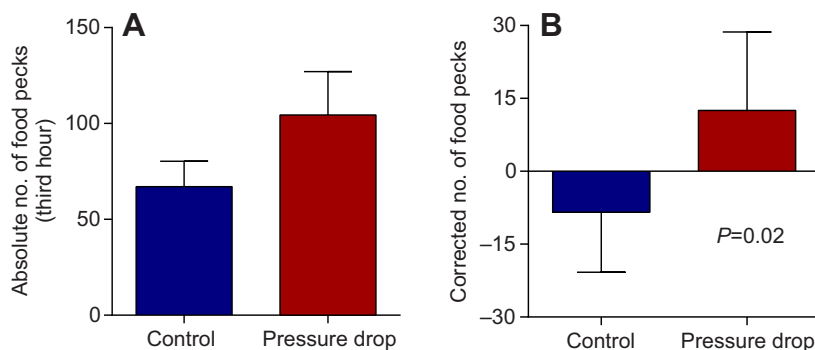 A
Absolute no. of food pecks
(third hour)
150
100
50
0
Control
Pressure drop
B
Corrected no. of food pecks
30
15
0
–15
–30
P=0.02
Control
Pressure drop